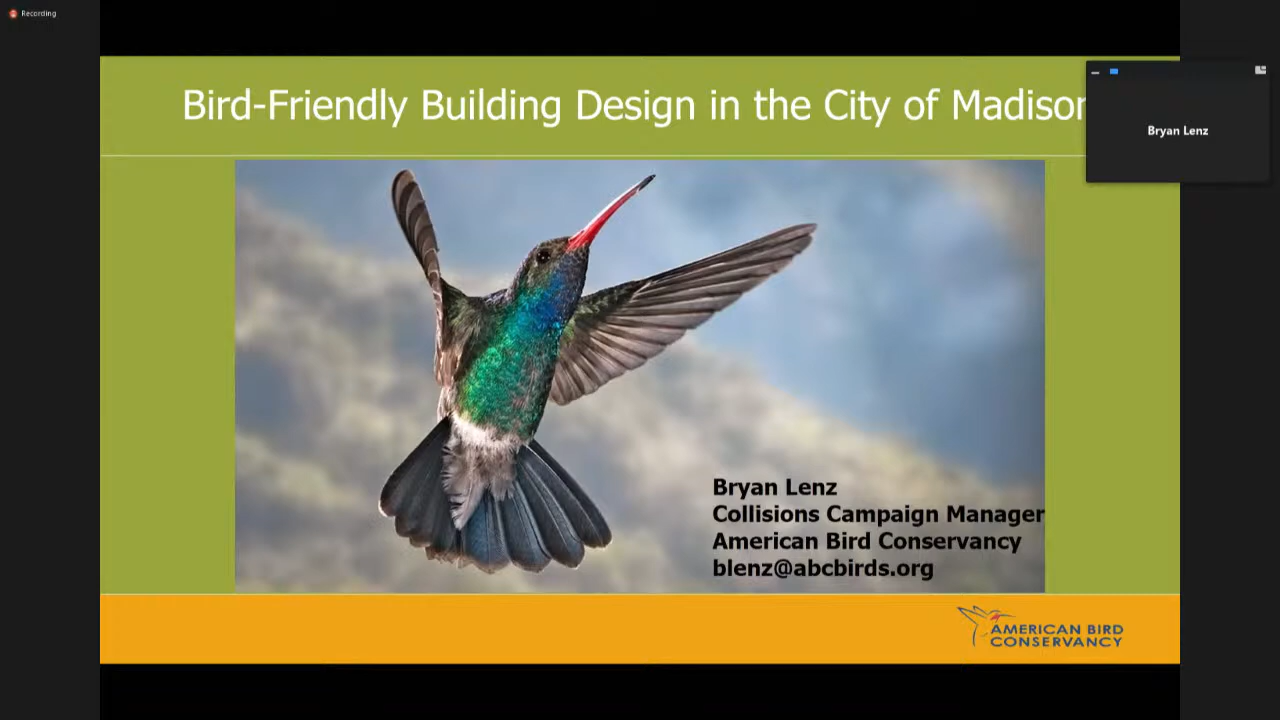 Recording
Bird-Friendly Building Design in the City of Madison
Bryan Lenz
Bryan Lenz
Collisions Campaign Manager
American Bird Conservancy
blenz@abcbirds.org
AMERICAN BIRD
CONSERVANCY